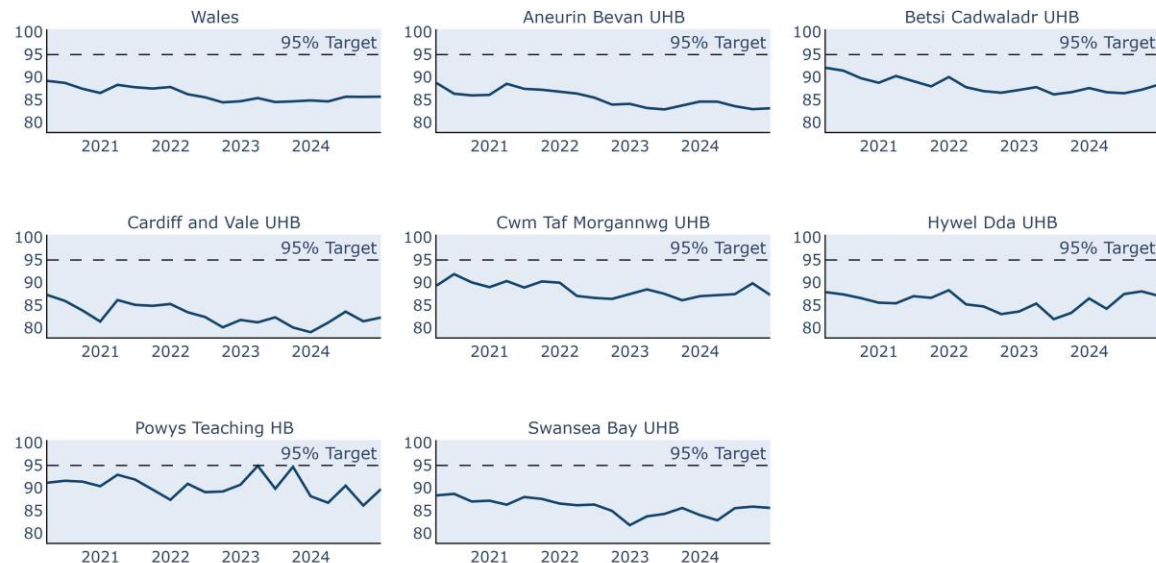 Wales
100
95% Target
95
90
85
80
2021 2022 2023 2024
Aneurin Bevan UHB
100
95% Target
95
90
85
80
2021 2022 2023 2024
Betsi Cadwaladr UHB
100
95% Target
95
90
85
80
2021 2022 2023 2024
Cardiff and Vale UHB
100
95% Target
95
90
85
80
2021 2022 2023 2024
Cwm Taf Morgannwg UHB
100
95% Target
95
90
85
80
2021 2022 2023 2024
Hywel Dda UHB
100
95% Target
95
90
85
80
2021 2022 2023 2024
Powys Teaching HB
100
95% Target
95
90
85
80
2021 2022 2023 2024
Swansea Bay UHB
100
95% Target
95
90
85
80
2021 2022 2023 2024